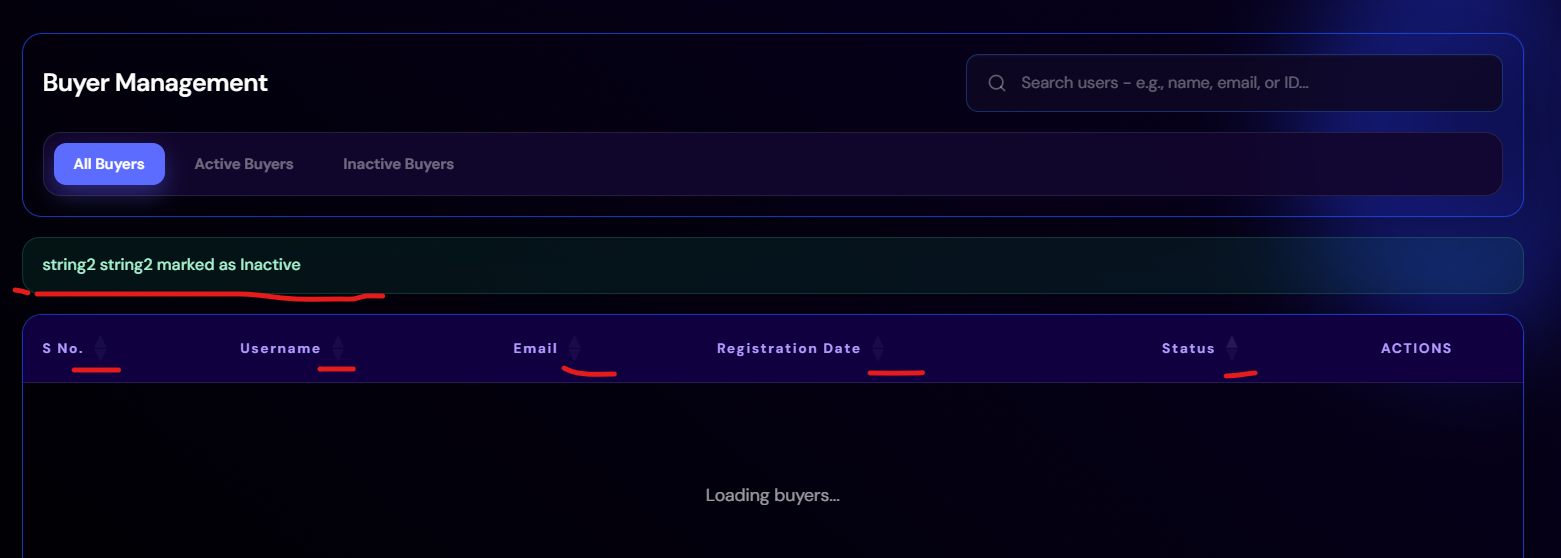 Buyer Management
Search users - e.g., name, email, or ID...
All Buyers Active Buyers Inactive Buyers
string2 string2 marked as Inactive
S No. Username Email Registration Date Status ACTIONS
Loading buyers...